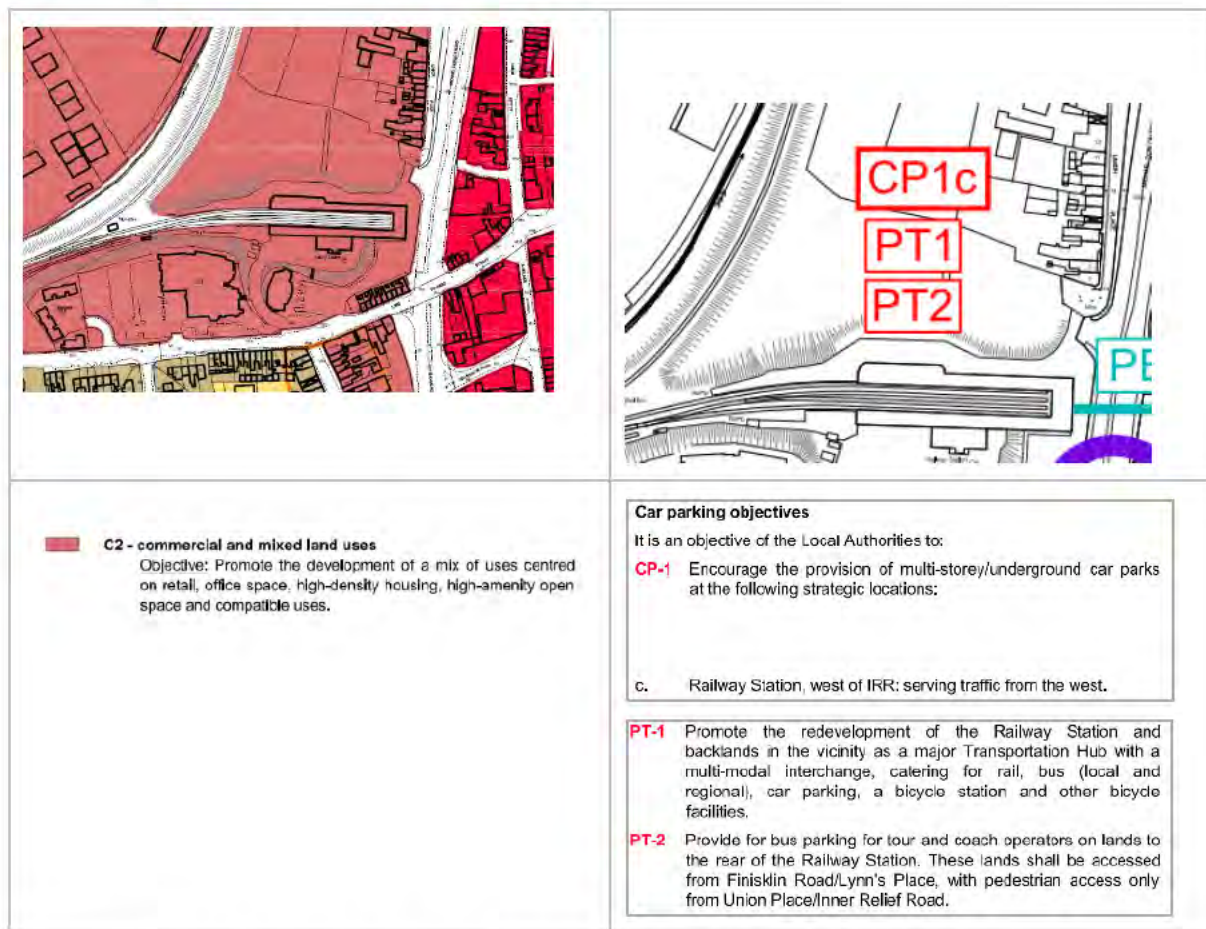 CP1c
PT1
PT2
PE
C2 - commercial and mixed land uses
Objective: Promote the development of a mix of uses centred
on retail, office space, high-density housing, high-amenity open
space and compatible uses.
Car parking objectives
It is an objective of the Local Authorities to:
CP-1 Encourage the provision of multi-storey/underground car parks
at the following strategic locations:
c. Railway Station, west of IRR: serving traffic from the west.
PT-1 Promote the redevelopment of the Railway Station and
backlands in the vicinity as a major Transportation Hub with a
multi-modal interchange, catering for rail, bus (local and
regional), car parking, a bicycle station and other bicycle
facilities.
PT-2 Provide for bus parking for tour and coach operators on lands to
the rear of the Railway Station. These lands shall be accessed
from Finisklin Road/Lynn's Place, with pedestrian access only
from Union Place/Inner Relief Road.